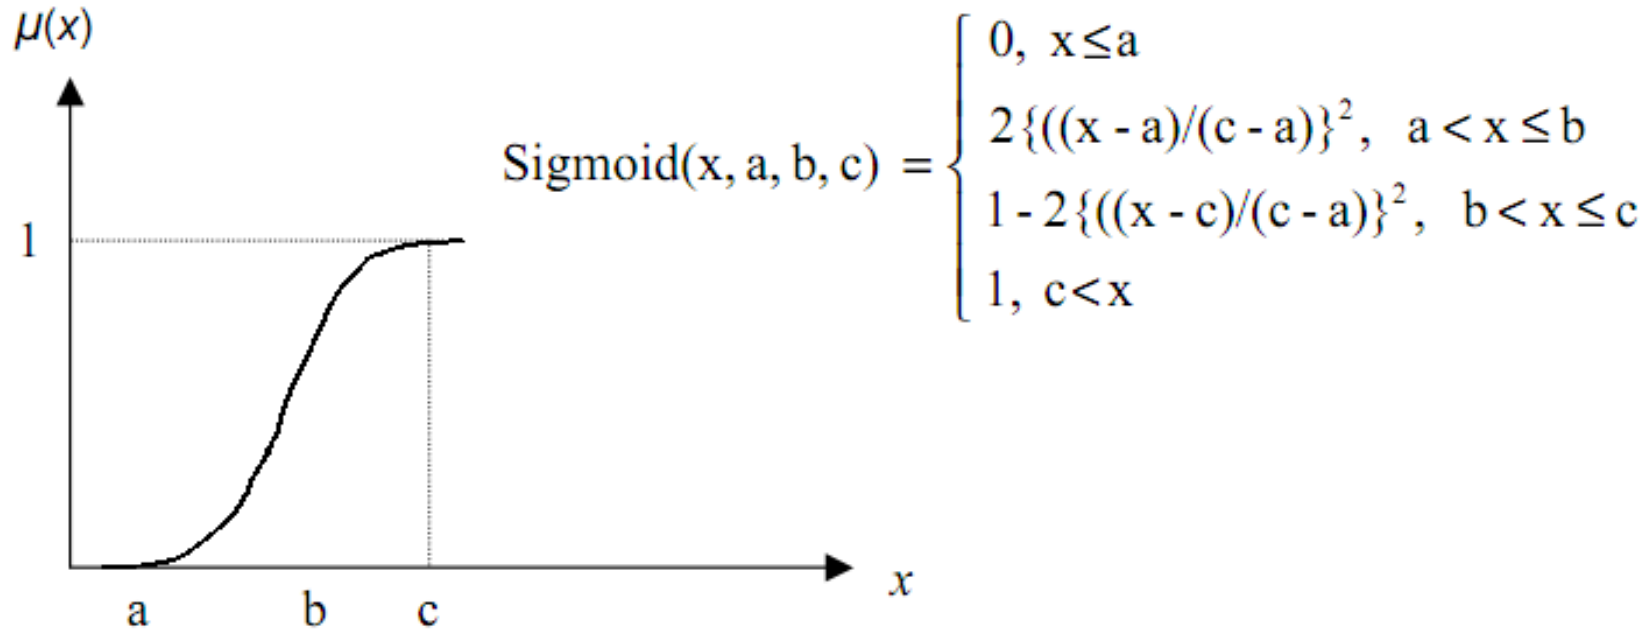 μ(x)
1
a b c
x
Sigmoid(x, a, b, c) =
0, x≤a
2{((x - a)/(c - a)}², a < x ≤ b
1 - 2{((x - c)/(c - a)}², b < x ≤ c
1, c<x